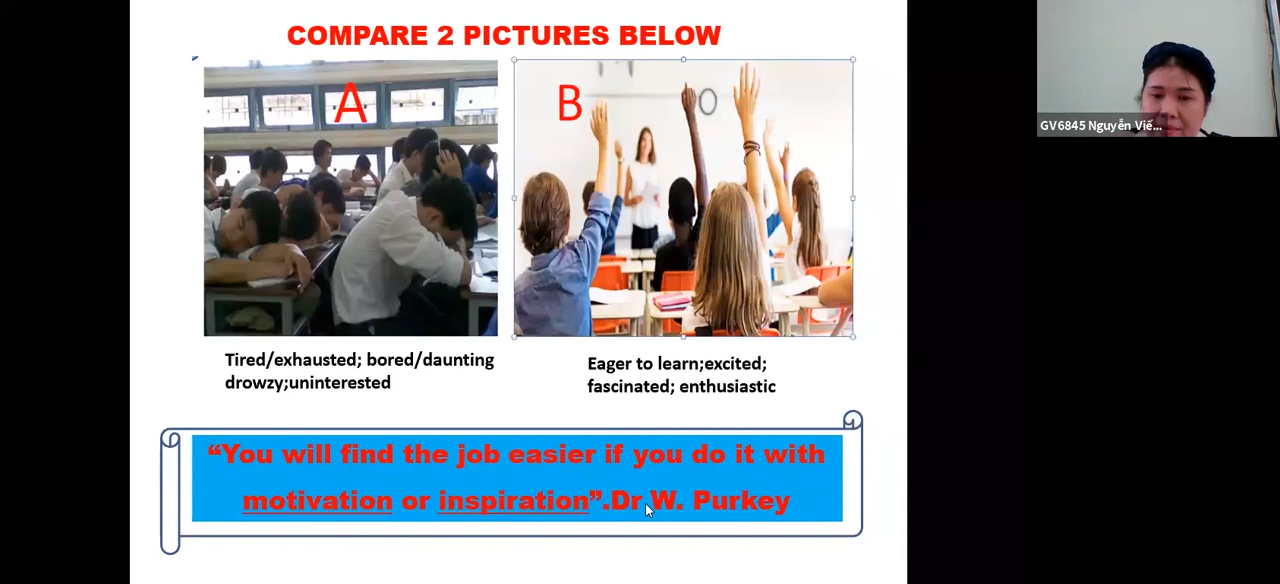 COMPARE 2 PICTURES BELOW
A
B
GV6845 Nguyễn Viế...
Tired/exhausted; bored/daunting
drowzy;uninterested
Eager to learn;excited;
fascinated; enthusiastic
“You will find the job easier if you do it with
motivation or inspiration”.Dr W. Purkey